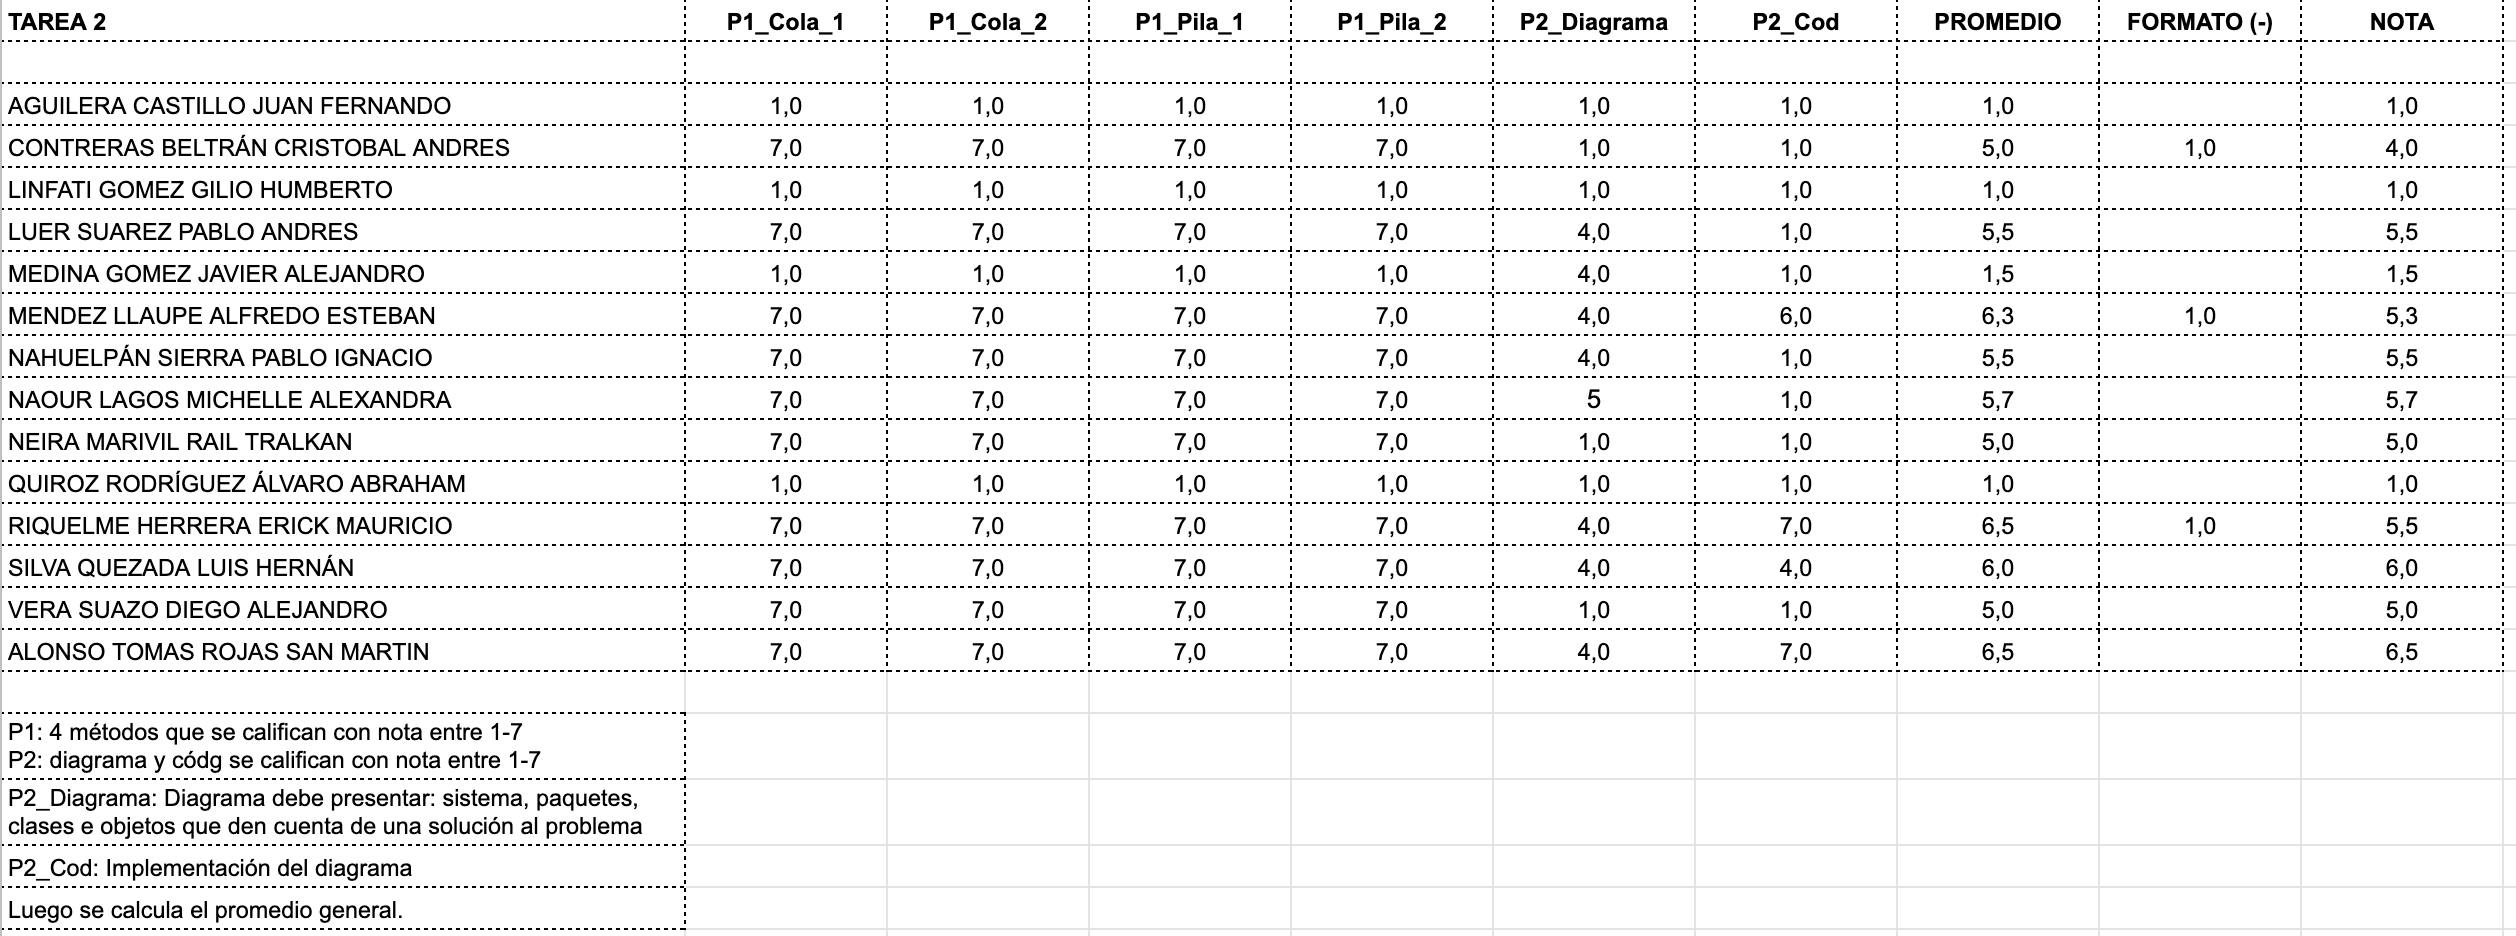 TAREA 2 P1_Cola_1 P1_Cola_2 P1_Pila_1 P1_Pila_2 P2_Diagrama P2_Cod PROMEDIO FORMATO (-) NOTA
AGUILERA CASTILLO JUAN FERNANDO 1,0 1,0 1,0 1,0 1,0 1,0 1,0 1,0
CONTRERAS BELTRÁN CRISTOBAL ANDRES 7,0 7,0 7,0 7,0 1,0 1,0 5,0 1,0 4,0
LINFATI GOMEZ GILIO HUMBERTO 1,0 1,0 1,0 1,0 1,0 1,0 1,0 1,0
LUER SUAREZ PABLO ANDRES 7,0 7,0 7,0 7,0 4,0 1,0 5,5 5,5
MEDINA GOMEZ JAVIER ALEJANDRO 1,0 1,0 1,0 1,0 4,0 1,0 1,5 1,5
MENDEZ LLAUPE ALFREDO ESTEBAN 7,0 7,0 7,0 7,0 4,0 6,0 6,3 1,0 5,3
NAHUELPÁN SIERRA PABLO IGNACIO 7,0 7,0 7,0 7,0 4,0 1,0 5,5 5,5
NAOUR LAGOS MICHELLE ALEXANDRA 7,0 7,0 7,0 7,0 5 1,0 5,7 5,7
NEIRA MARIVIL RAIL TRALKAN 7,0 7,0 7,0 7,0 1,0 1,0 5,0 5,0
QUIROZ RODRÍGUEZ ÁLVARO ABRAHAM 1,0 1,0 1,0 1,0 1,0 1,0 1,0 1,0
RIQUELME HERRERA ERICK MAURICIO 7,0 7,0 7,0 7,0 4,0 7,0 6,5 1,0 5,5
SILVA QUEZADA LUIS HERNÁN 7,0 7,0 7,0 7,0 4,0 4,0 6,0 6,0
VERA SUAZO DIEGO ALEJANDRO 7,0 7,0 7,0 7,0 1,0 1,0 5,0 5,0
ALONSO TOMAS ROJAS SAN MARTIN 7,0 7,0 7,0 7,0 4,0 7,0 6,5 6,5
P1: 4 métodos que se califican con nota entre 1-7
P2: diagrama y códg se califican con nota entre 1-7
P2_Diagrama: Diagrama debe presentar: sistema, paquetes,
clases e objetos que den cuenta de una solución al problema
P2_Cod: Implementación del diagrama
Luego se calcula el promedio general.